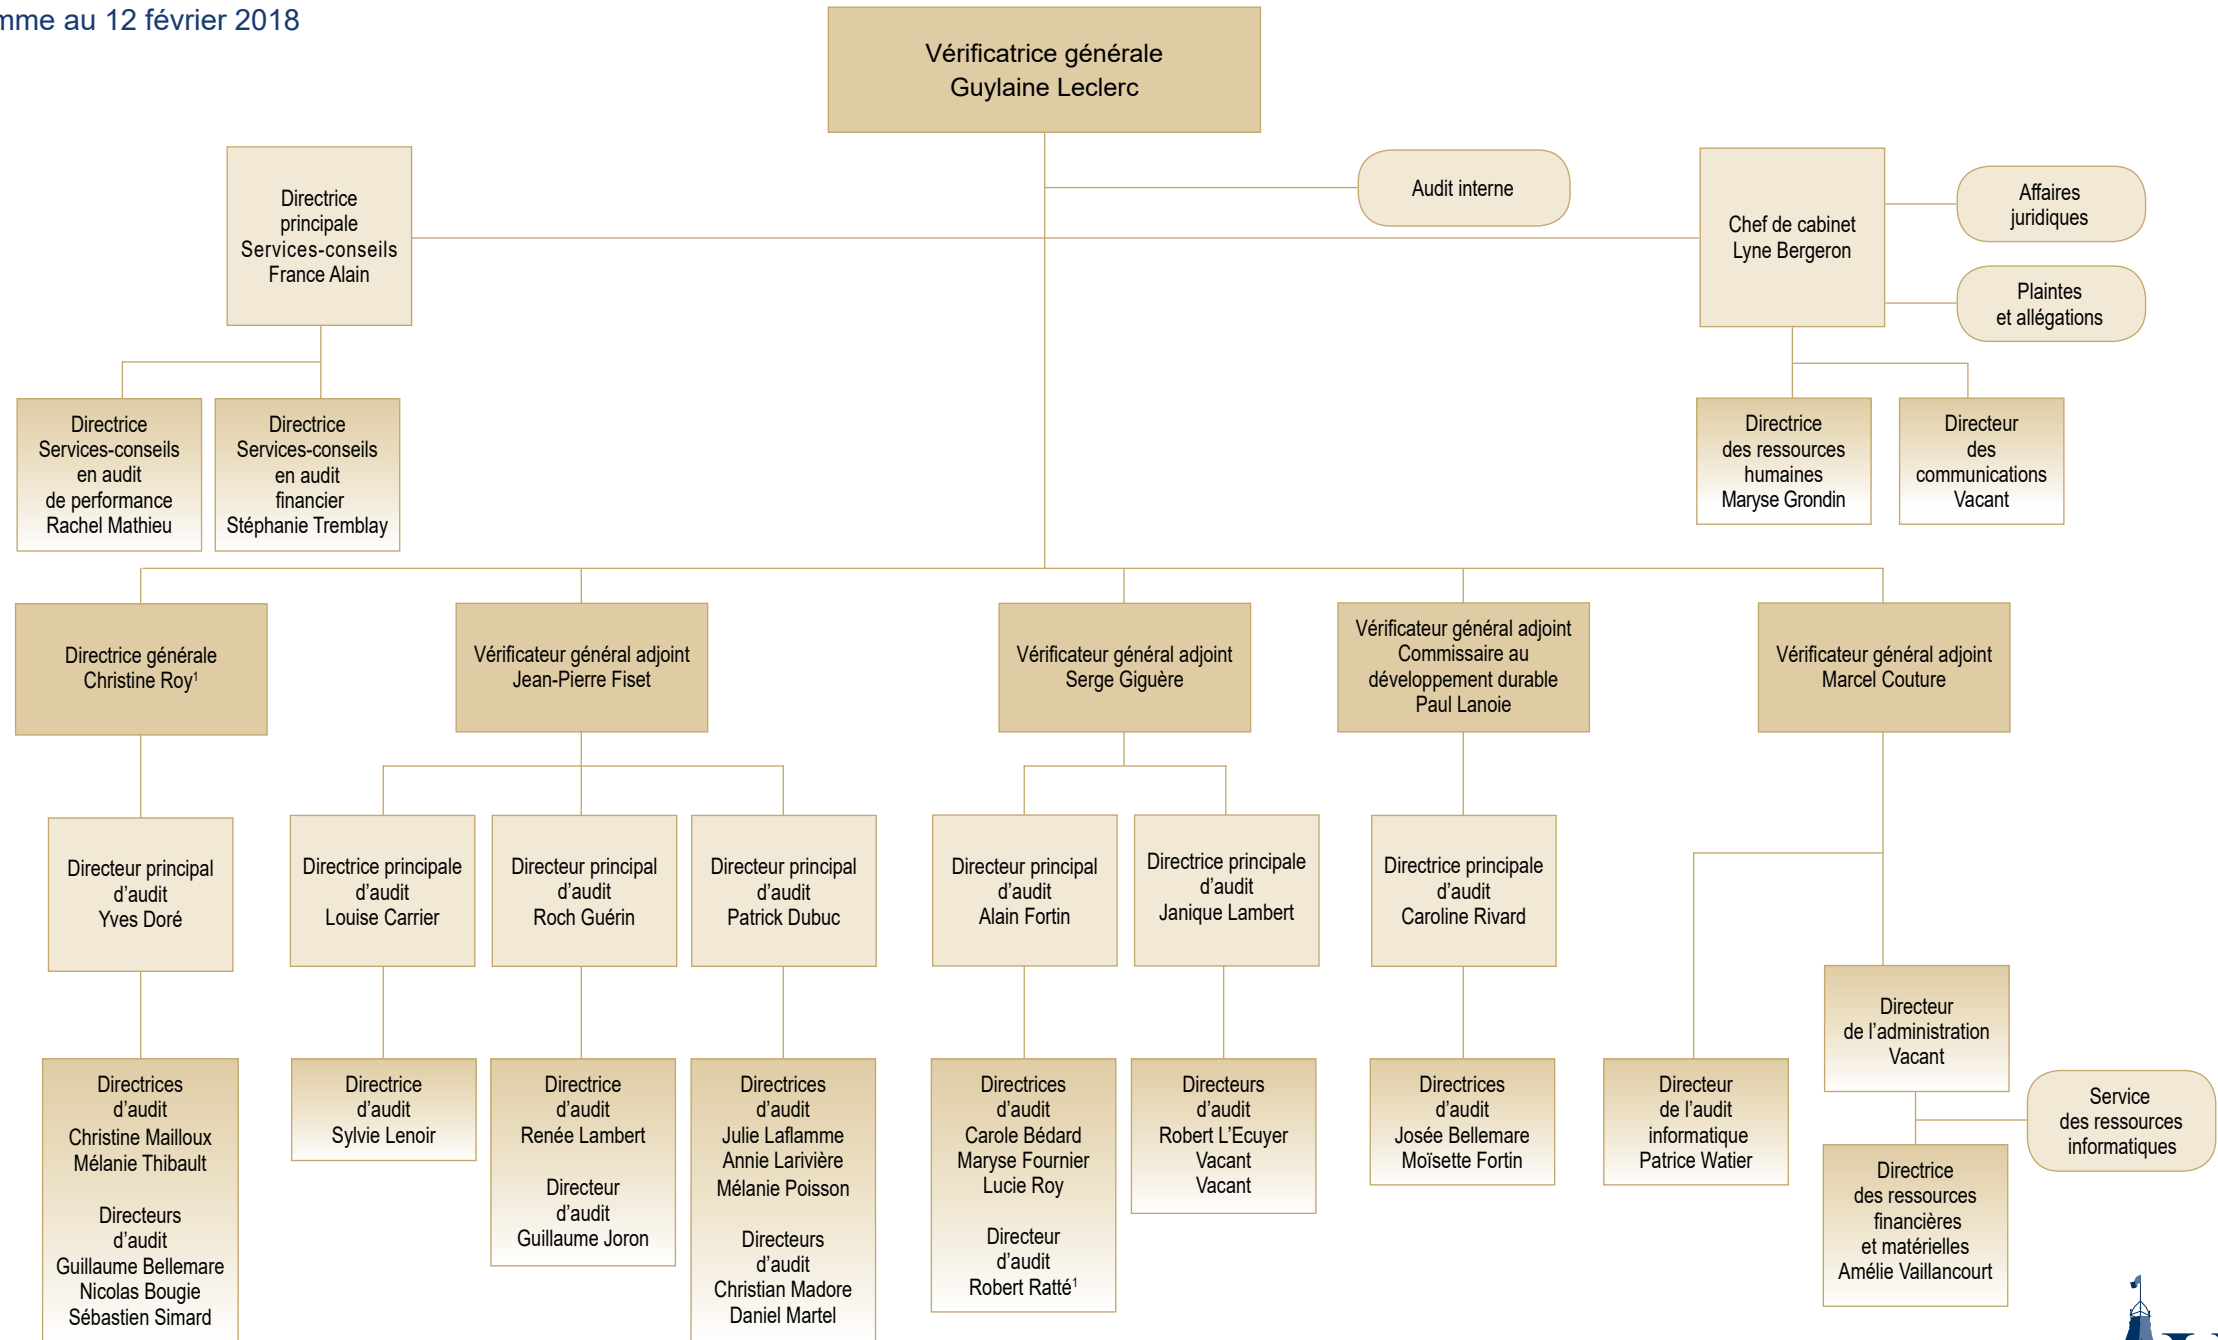 mme au 12 février 2018
Vérificatrice générale
Guylaine Leclerc
Audit interne
Directrice
principale
Services-conseils
France Alain
Chef de cabinet
Lyne Bergeron
Affaires
juridiques
Plaintes
et allégations
Directrice
Services-conseils
en audit
de performance
Rachel Mathieu
Directrice
Services-conseils
en audit
financier
Stéphanie Tremblay
Directrice
des ressources
humaines
Maryse Grondin
Directeur
des
communications
Vacant
Directrice générale
Christine Roy¹
Vérificateur général adjoint
Jean-Pierre Fiset
Vérificateur général adjoint
Serge Giguère
Vérificateur général adjoint
Commissaire au
développement durable
Paul Lanoie
Vérificateur général adjoint
Marcel Couture
Directeur principal
d’audit
Yves Doré
Directrice principale
d’audit
Louise Carrier
Directeur principal
d’audit
Roch Guérin
Directeur principal
d’audit
Patrick Dubuc
Directeur principal
d’audit
Alain Fortin
Directrice principale
d’audit
Janique Lambert
Directrice principale
d’audit
Caroline Rivard
Directeur
de l’administration
Vacant
Directrices
d’audit
Christine Mailloux
Mélanie Thibault
Directeurs
d’audit
Guillaume Bellemare
Nicolas Bougie
Sébastien Simard
Directrice
d’audit
Sylvie Lenoir
Directrice
d’audit
Renée Lambert
Directeur
d’audit
Guillaume Joron
Directrices
d’audit
Julie Laflamme
Annie Larivière
Mélanie Poisson
Directeurs
d’audit
Christian Madore
Daniel Martel
Directrices
d’audit
Carole Bédard
Maryse Fournier
Lucie Roy
Directeur
d’audit
Robert Ratté¹
Directeurs
d’audit
Robert L’Ecuyer
Vacant
Vacant
Directrices
d’audit
Josée Bellemare
Moïsette Fortin
Directeur
de l’audit
informatique
Patrice Watier
Service
des ressources
informatiques
Directrice
des ressources
financières
et matérielles
Amélie Vaillancourt